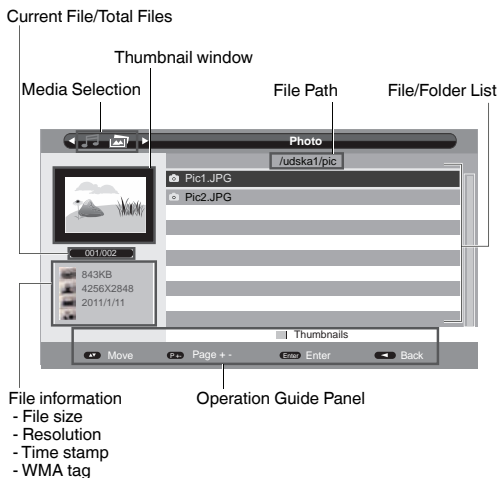 Current File/Total Files
Thumbnail window
Media Selection
File Path
File/Folder List
Photo
/udska1/pic
Pic1.JPG
Pic2.JPG
001/002
843KB
4256X2848
2011/1/11
Thumbnails
Move
P+- Page + -
Enter Enter
Back
File information
- File size
- Resolution
- Time stamp
- WMA tag
Operation Guide Panel